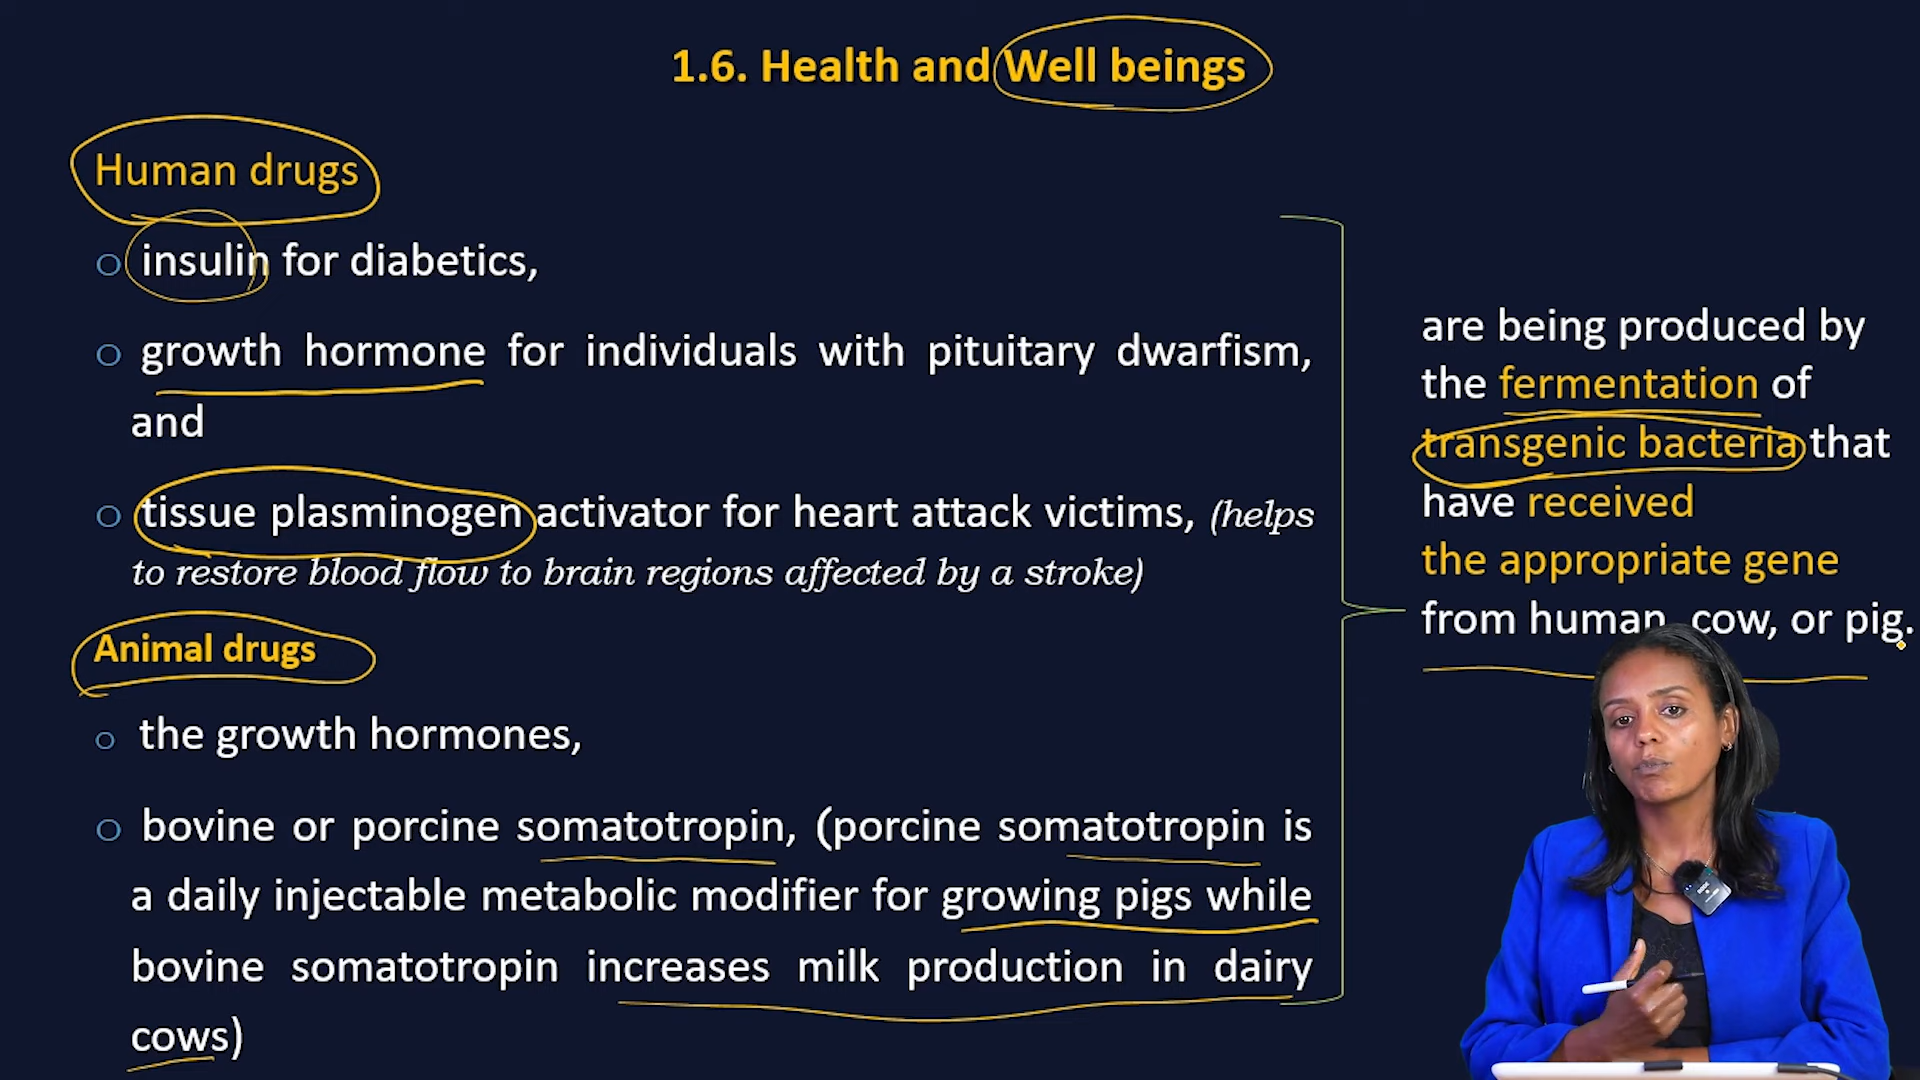 1.6. Health and Well beings
Human drugs
insulin for diabetics,
growth hormone for individuals with pituitary dwarfism,
and
tissue plasminogen activator for heart attack victims, (helps
to restore blood flow to brain regions affected by a stroke)
Animal drugs
the growth hormones,
bovine or porcine somatotropin, (porcine somatotropin is
a daily injectable metabolic modifier for growing pigs while
bovine somatotropin increases milk production in dairy
cows)
are being produced by
the fermentation of
transgenic bacteria that
have received
the appropriate gene
from human, cow, or pig.